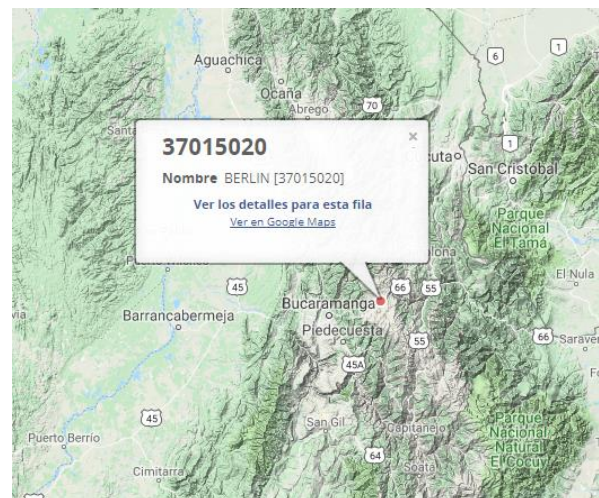 Aguachica
6
1
Ocaña
Abrego
70
37015020
×
1
San Cristóbal
Nombre BERLIN [37015020]
Ver los detalles para esta fila
Ver en Google Maps
Parque
Nacional
El Tamá
El Nula
45
66
55
Bucaramanga
Barrancabermeja
Piedecuesta
55
66
45A
45
San Gil
Capitanejo
Parque
Nacional
Natural
El Cocuy
Puerto Berrío
64
Soatá
Cimitarra